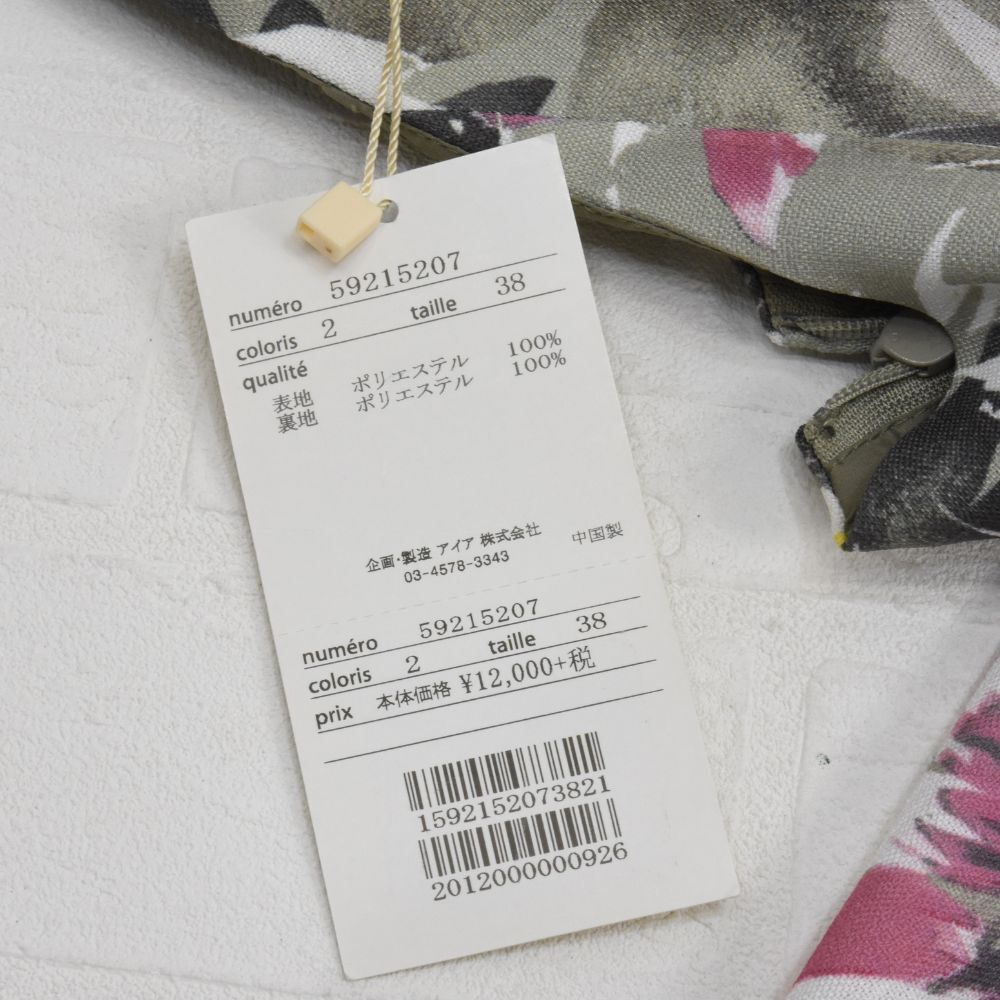 numéro 59215207
coloris 2 taille 38
qualité
表地 ポリエステル 100%
裏地 ポリエステル 100%
企画・製造 アイア 株式会社 中国製
03-4578-3343
numéro 59215207
coloris 2 taille 38
prix 本体価格 ¥12,000+税
1592152073821
2012000000926